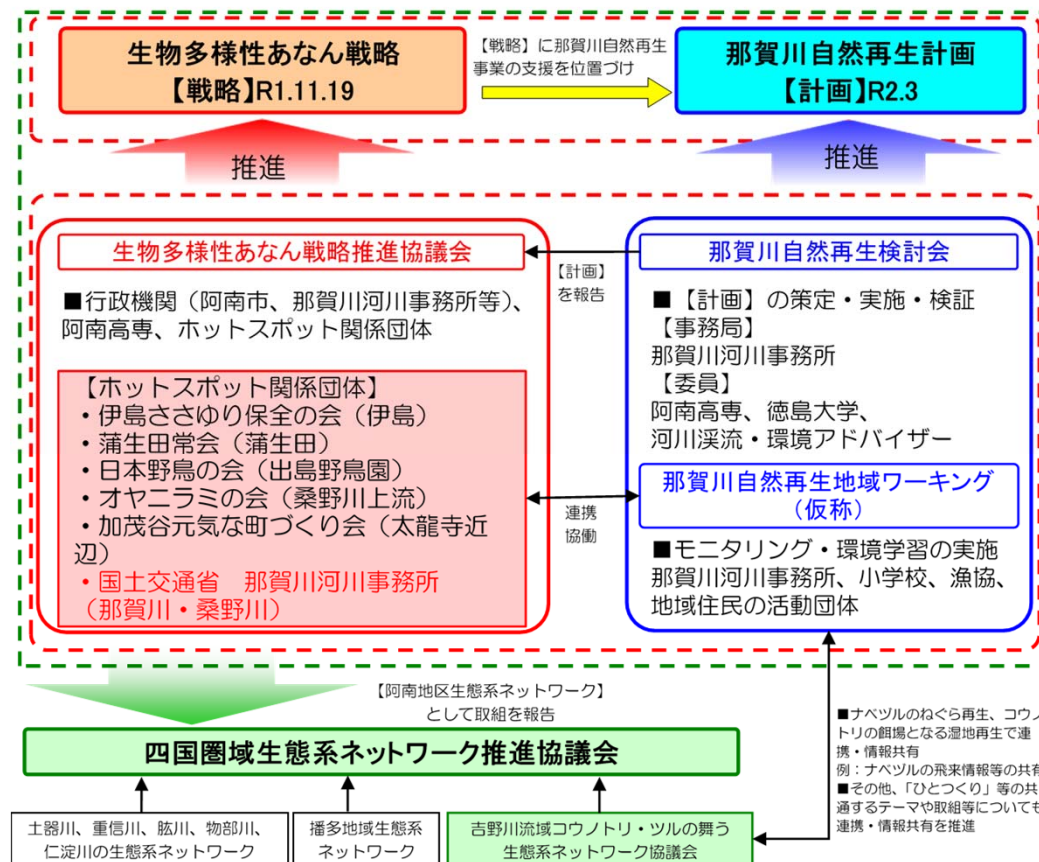 生物多様性あなん戦略
【戦略】R1.11.19
【戦略】に那賀川自然再生
事業の支援を位置づけ
那賀川自然再生計画
【計画】R2.3
推進
推進
生物多様性あなん戦略推進協議会
■行政機関（阿南市、那賀川河川事務所等）、
阿南高専、ホットスポット関係団体
【ホットスポット関係団体】
・伊島ささゆり保全の会（伊島）
・蒲生田常会（蒲生田）
・日本野鳥の会（出島野鳥園）
・オヤニラミの会（桑野川上流）
・加茂谷元気な町づくり会（太龍寺近
辺）
・国土交通省　那賀川河川事務所
（那賀川・桑野川）
【計画】
を報告
連携
協働
那賀川自然再生検討会
■【計画】の策定・実施・検証
【事務局】
那賀川河川事務所
【委員】
阿南高専、徳島大学、
河川渓流・環境アドバイザー
那賀川自然再生地域ワーキング
（仮称）
■モニタリング・環境学習の実施
那賀川河川事務所、小学校、漁協、
地域住民の活動団体
【阿南地区生態系ネットワーク】
として取組を報告
四国圏域生態系ネットワーク推進協議会
土器川、重信川、肱川、物部川、
仁淀川の生態系ネットワーク
播多地域生態系
ネットワーク
吉野川流域コウノトリ・ツルの舞う
生態系ネットワーク協議会
■ナベヅルのねぐら再生、コウノ
トリの餌場となる湿地再生で連
携・情報共有
例：ナベヅルの飛来情報等の共有
■その他、「ひとつくり」等の共
通するテーマや取組等についても
連携・情報共有を推進